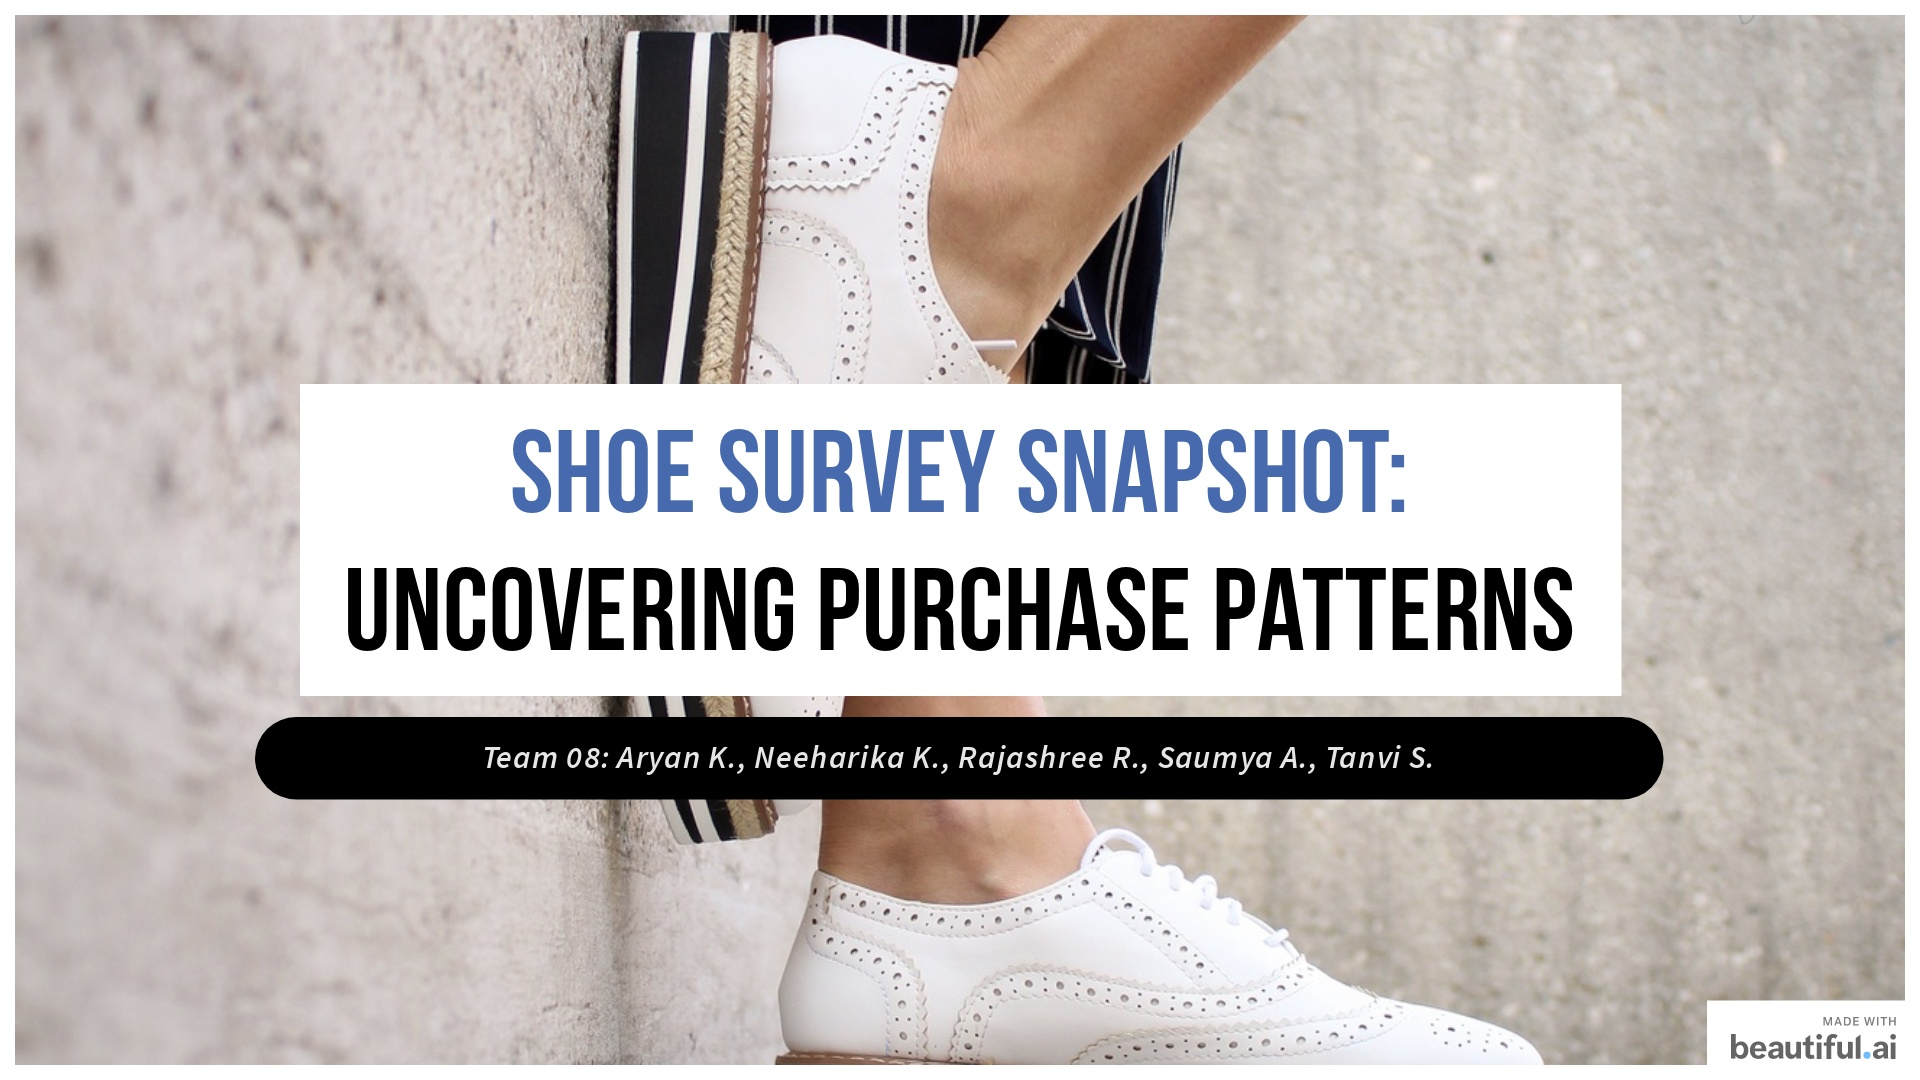 SHOE SURVEY SNAPSHOT:
UNCOVERING PURCHASE PATTERNS
Team 08: Aryan K., Neeharika K., Rajashree R., Saumya A., Tanvi S.
MADE WITH
beautiful.ai